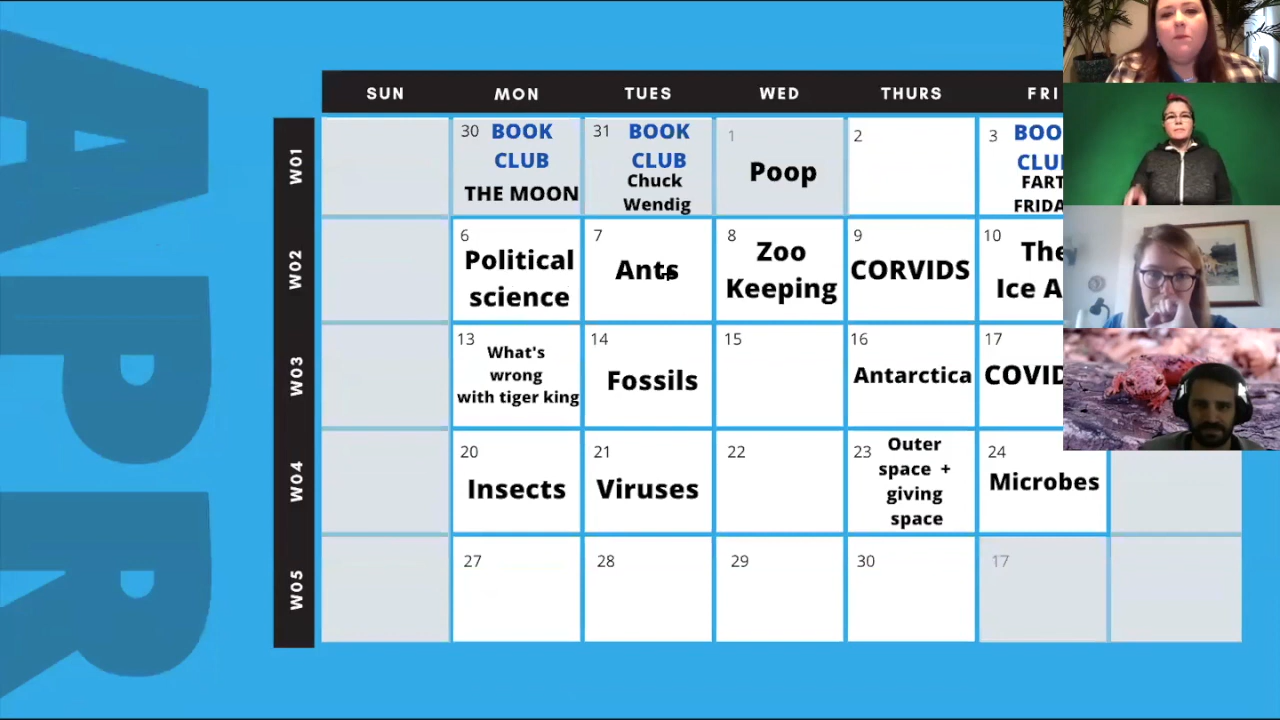 APR
SUN MON TUES WED THURS FRI
W01
30 BOOK CLUB
THE MOON
31 BOOK CLUB
Chuck
Wendig
1
Poop
2
3
FRIDA
W02
6
Political
science
7
Ants
8
Zoo
Keeping
9
CORVIDS
10
The
Ice A
W03
13
What's
wrong
with tiger king
14
Fossils
15
16
Antarctica
17
COVID
W04
20
Insects
21
Viruses
22
23
Outer
space +
giving
space
24
Microbes
W05
27
28
29
30
17